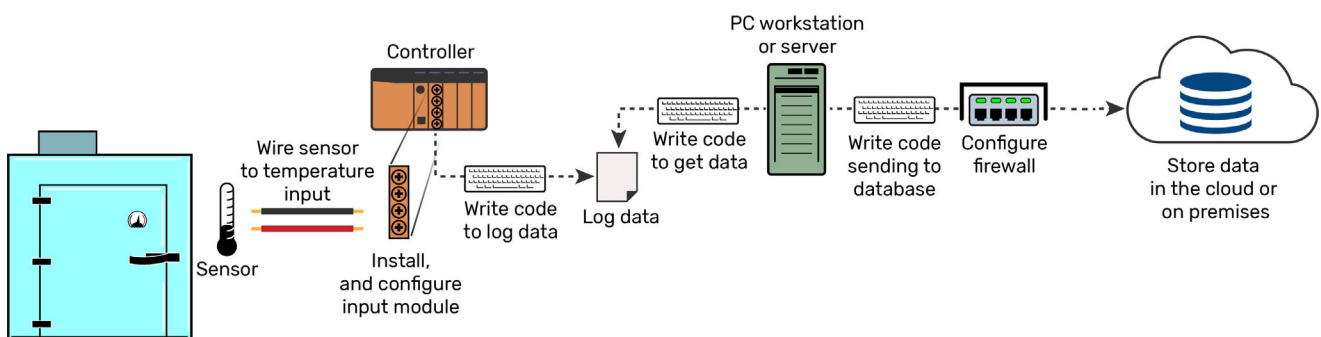 PC workstation
or server
Controller
Wire sensor
to temperature
input
Sensor
Install,
and configure
input module
Write code
to log data
Log data
Write code
to get data
Write code
sending to
database
Configure
firewall
Store data
in the cloud or
on premises